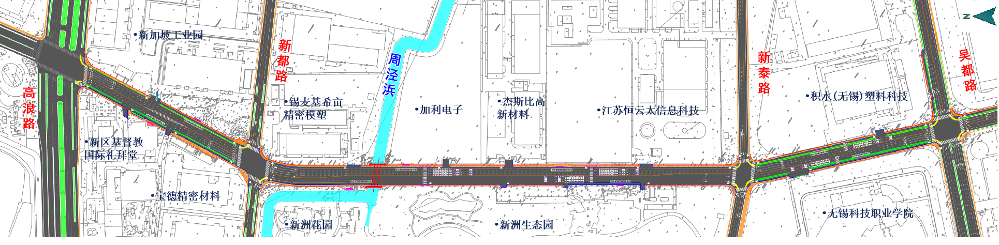 N
•新加坡工业园
新都路
周泾浜
新泰路
吴都路
高浪路
•锡麦基希亩
精密模塑
•加利电子
•杰斯比高
新材料
•江苏恒云太信息科技
•积水(无锡)塑料科技
•新区基督教
国际礼拜堂
•宝德精密材料
•新洲花园
•新洲生态园
•无锡科技职业学院